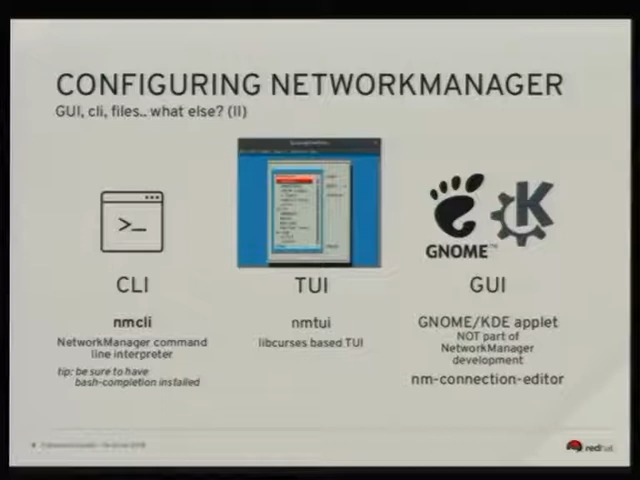 CONFIGURING NETWORKMANAGER
GUI, cli, files.. what else? (II)
>_
GNOME™
K
CLI
TUI
GUI
nmcli
NetworkManager command
line interpreter
tip: be sure to have
bash-completion installed
nmtui
libcurses based TUI
GNOME/KDE applet
NOT part of
NetworkManager
development
nm-connection-editor
redhat